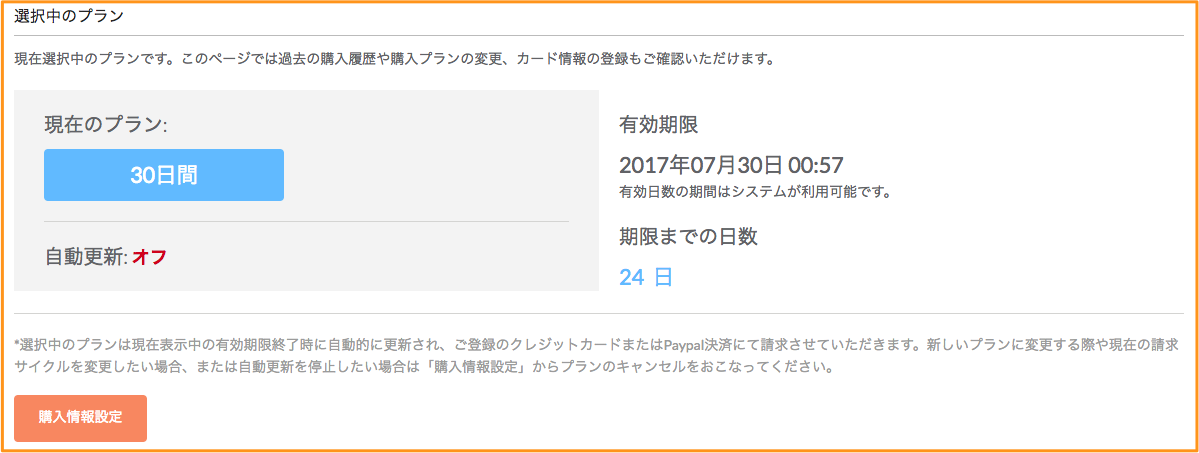 選択中のプラン
現在選択中のプランです。このページでは過去の購入履歴や購入プランの変更、カード情報の登録もご確認いただけます。
現在のプラン:
30日間
自動更新: オフ
有効期限
2017年07月30日 00:57
有効日数の期間はシステムが利用可能です。
期限までの日数
24 日
*選択中のプランは現在表示中の有効期限終了時に自動的に更新され、ご登録のクレジットカードまたはPaypal決済にて請求させていただきます。新しいプランに変更する際や現在の請求
サイクルを変更したい場合、または自動更新を停止したい場合は「購入情報設定」からプランのキャンセルをおこなってください。
購入情報設定